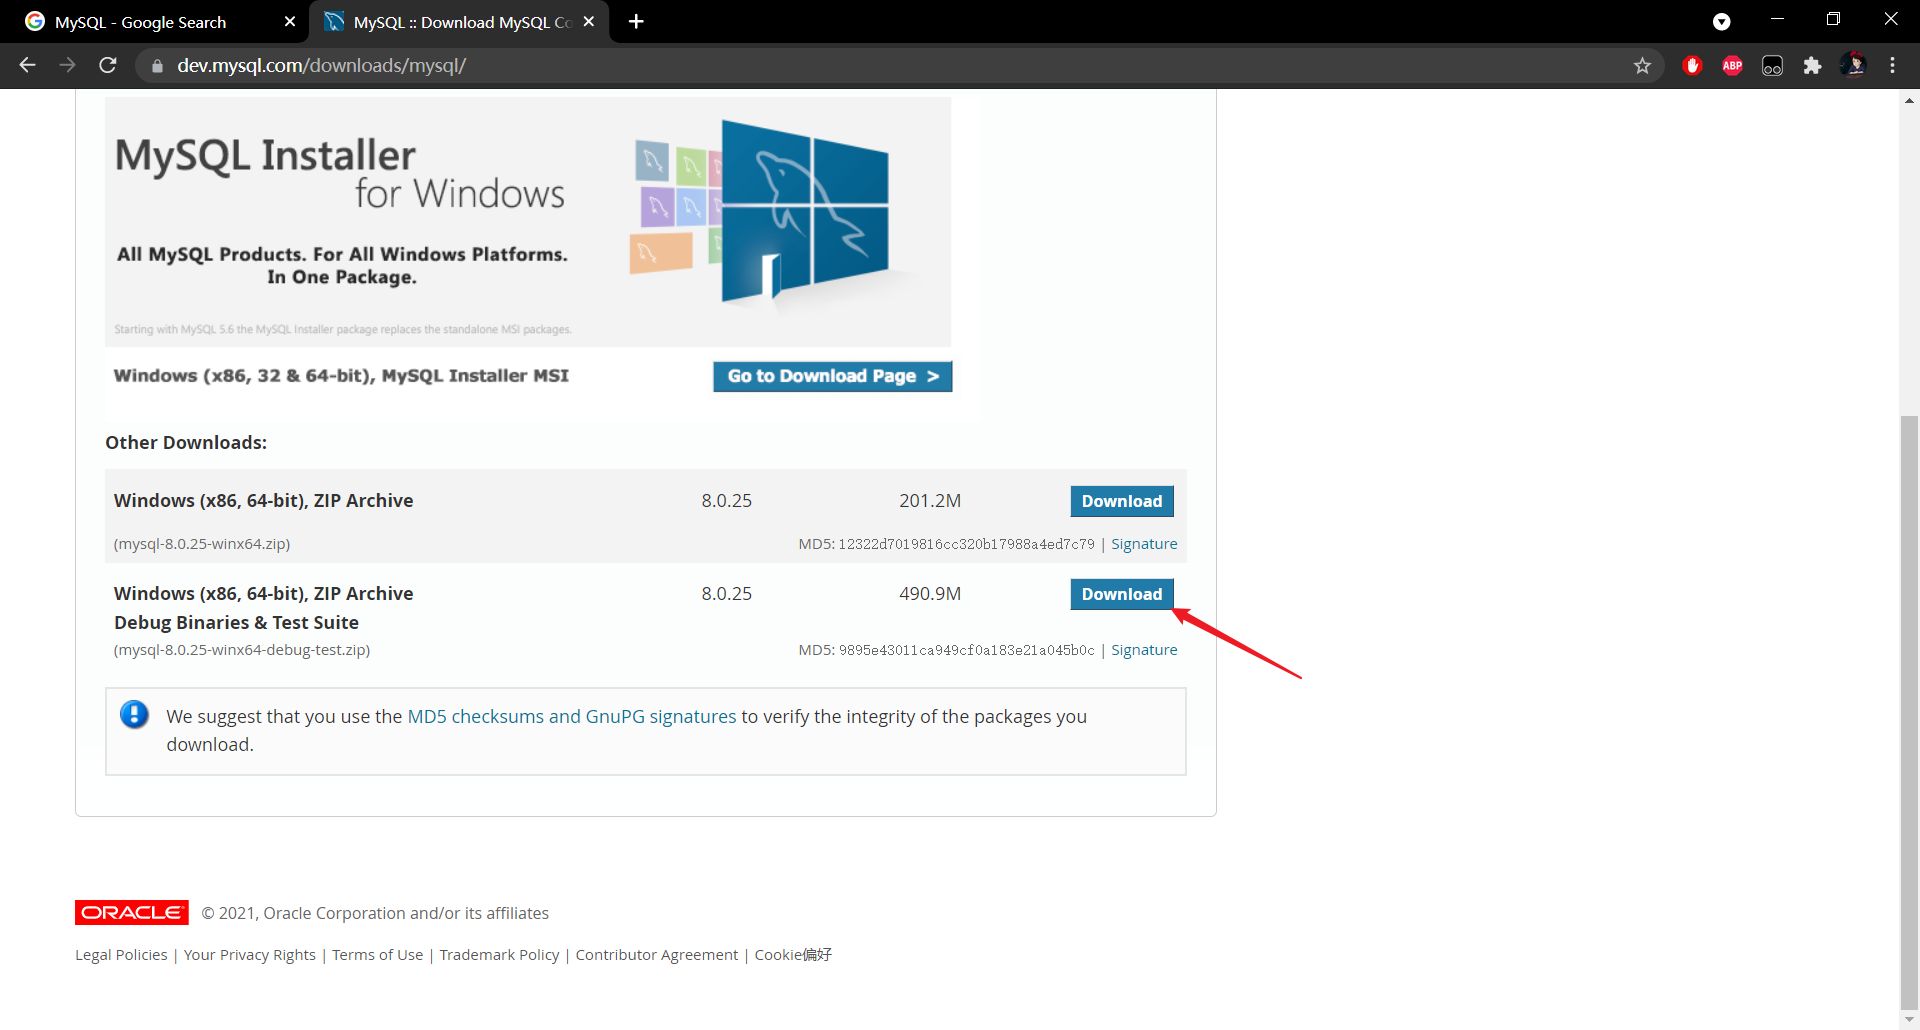 MySQL - Google Search
MySQL :: Download MySQL Co
dev.mysql.com/downloads/mysql/
ABP
MySQL Installer
for Windows
All MySQL Products. For All Windows Platforms.
In One Package.
Starting with MySQL 5.6 the MySQL Installer package replaces the standalone MSI packages.
Windows (x86, 32 & 64-bit), MySQL Installer MSI
Go to Download Page >
Other Downloads:
Windows (x86, 64-bit), ZIP Archive 8.0.25 201.2M Download
(mysql-8.0.25-winx64.zip) MD5: 12322d7019816cc320b17988a4ed7c79 | Signature
Windows (x86, 64-bit), ZIP Archive 8.0.25 490.9M Download
Debug Binaries & Test Suite
(mysql-8.0.25-winx64-debug-test.zip) MD5: 9895e43011ca949cf0a183e21a045b0c | Signature
We suggest that you use the MD5 checksums and GnuPG signatures to verify the integrity of the packages you
download.
ORACLE © 2021, Oracle Corporation and/or its affiliates
Legal Policies | Your Privacy Rights | Terms of Use | Trademark Policy | Contributor Agreement | Cookie偏好